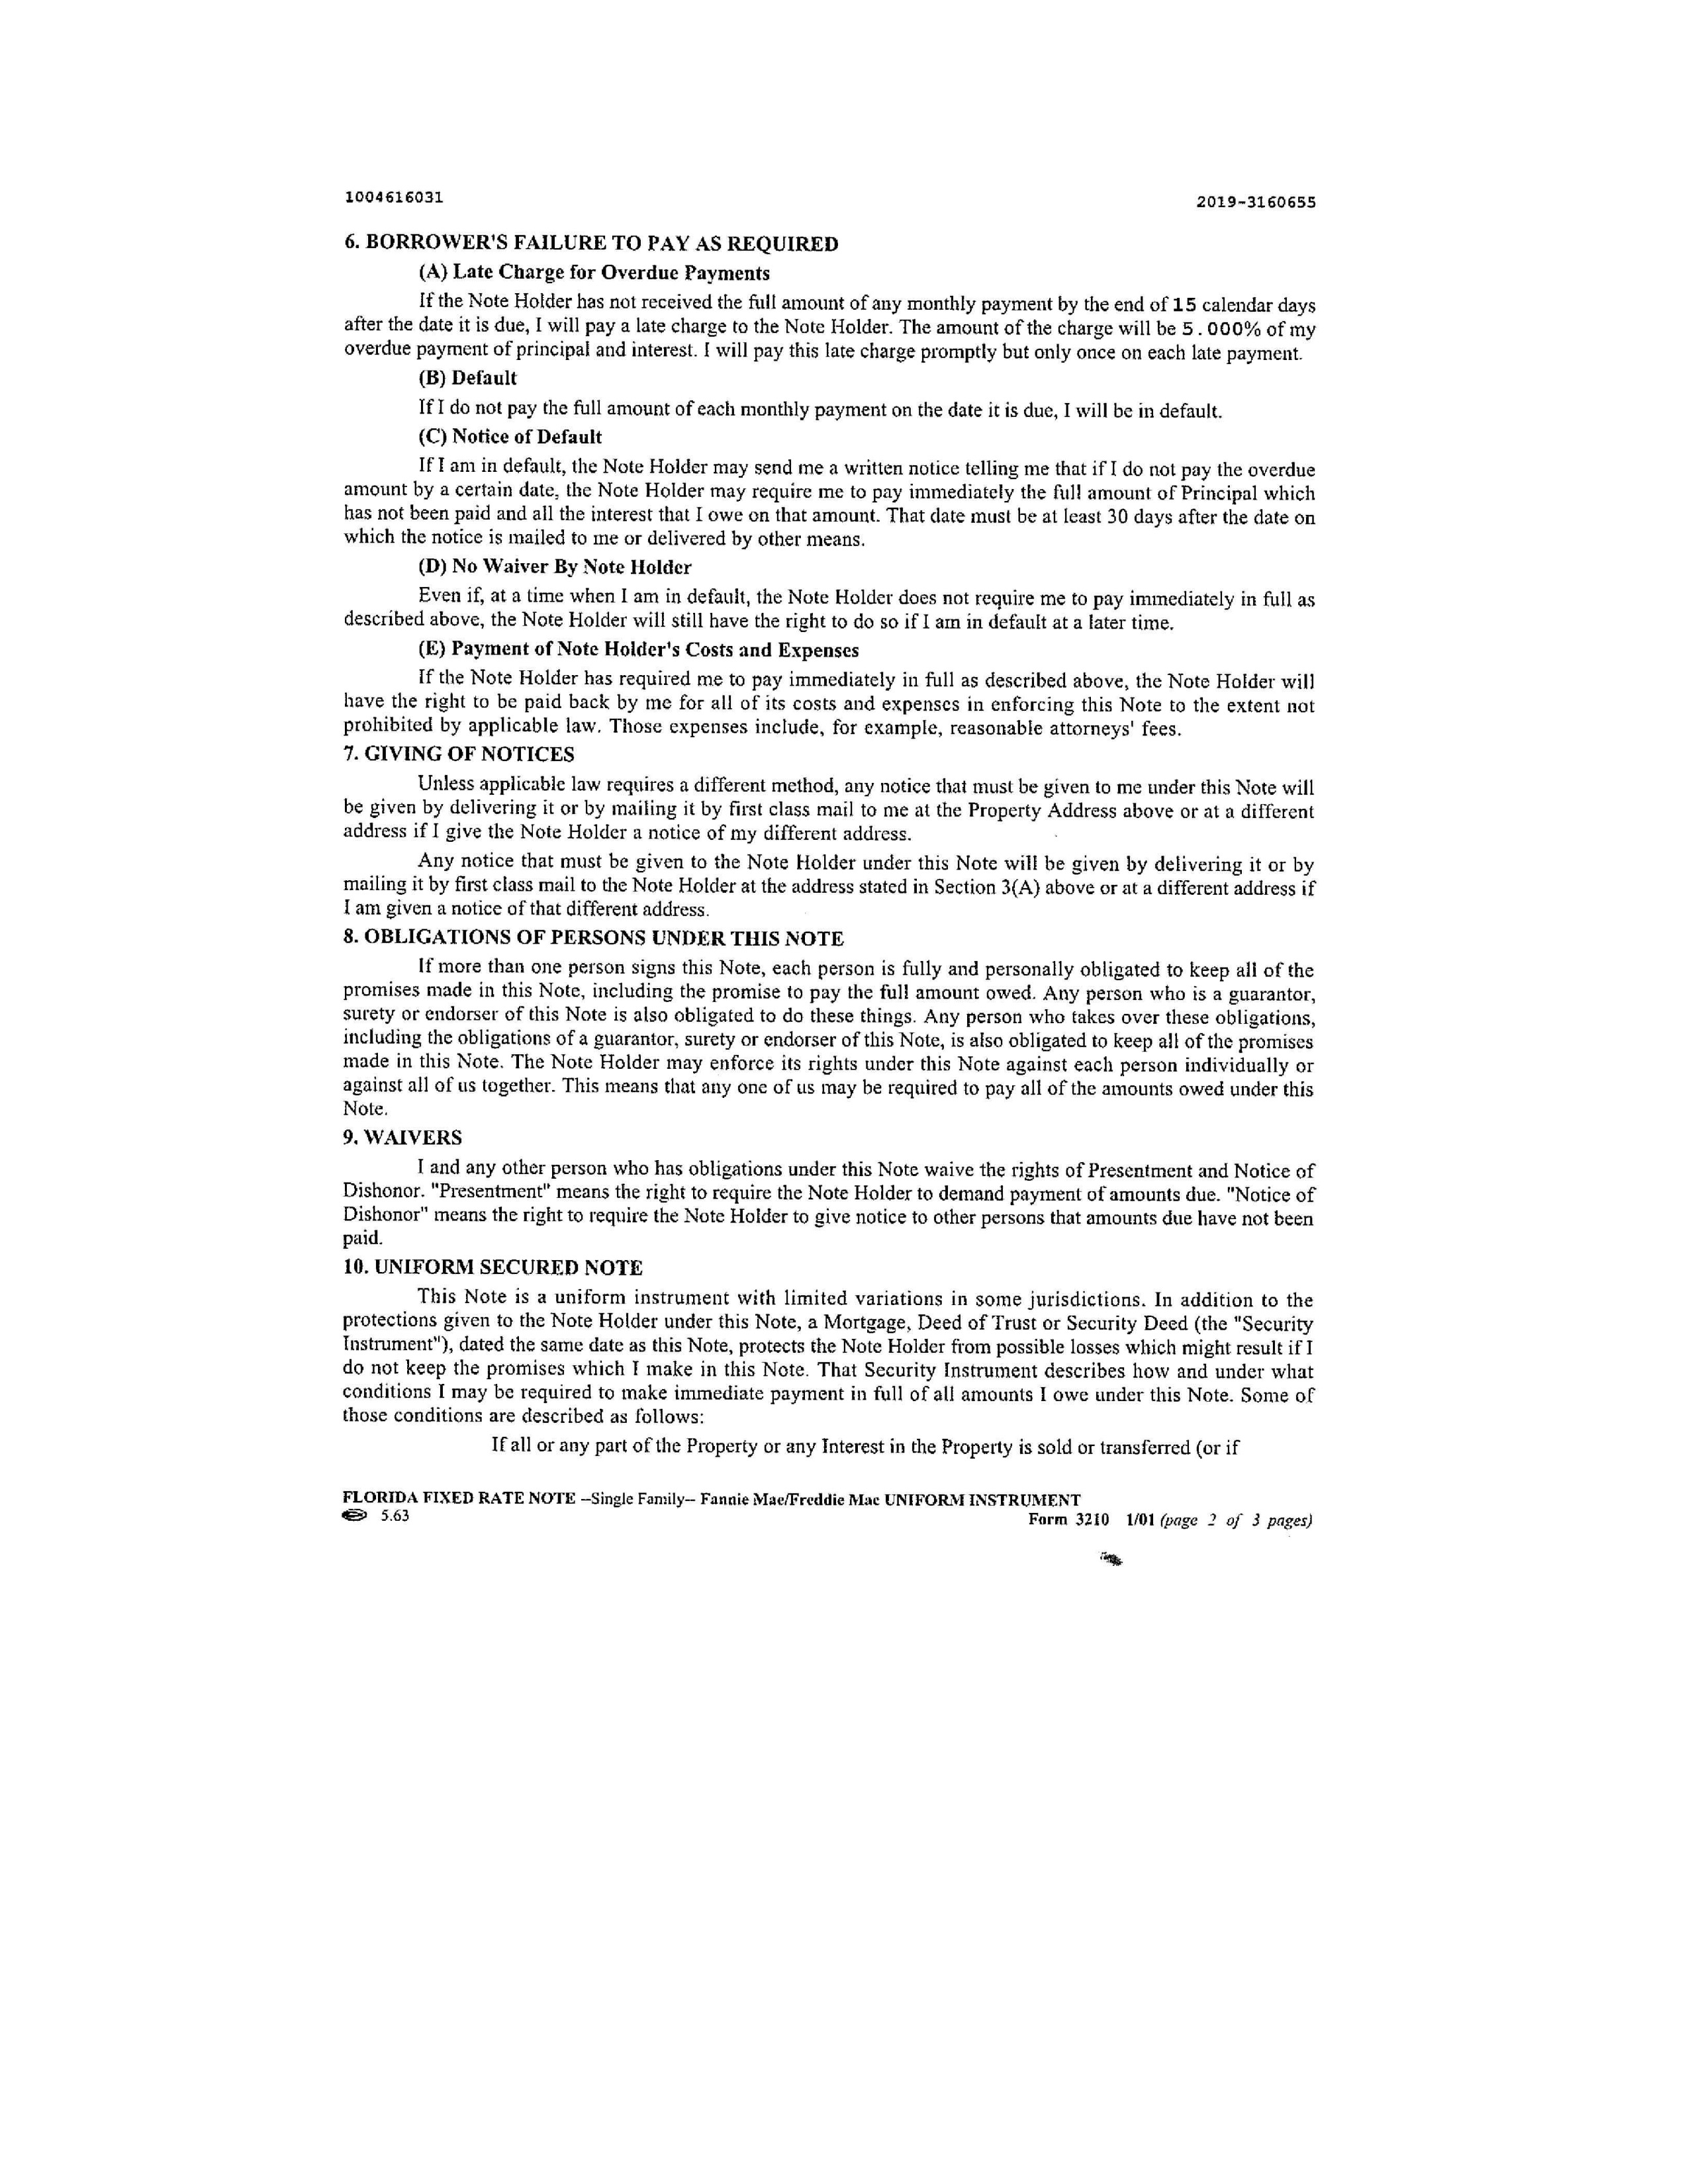 1004616031
2019-3160655
6. BORROWER'S FAILURE TO PAY AS REQUIRED
(A) Late Charge for Overdue Payments
If the Note Holder has not received the full amount of any monthly payment by the end of 15 calendar days
after the date it is due, I will pay a late charge to the Note Holder. The amount of the charge will be 5.000% of my
overdue payment of principal and interest. I will pay this late charge promptly but only once on each late payment.
(B) Default
If I do not pay the full amount of each monthly payment on the date it is due, I will be in default.
(C) Notice of Default
If I am in default, the Note Holder may send me a written notice telling me that if I do not pay the overdue
amount by a certain date, the Note Holder may require me to pay immediately the full amount of Principal which
has not been paid and all the interest that I owe on that amount. That date must be at least 30 days after the date on
which the notice is mailed to me or delivered by other means.
(D) No Waiver By Note Holder
Even if, at a time when I am in default, the Note Holder does not require me to pay immediately in full as
described above, the Note Holder will still have the right to do so if I am in default at a later time.
(E) Payment of Note Holder's Costs and Expenses
If the Note Holder has required me to pay immediately in full as described above, the Note Holder will
have the right to be paid back by me for all of its costs and expenses in enforcing this Note to the extent not
prohibited by applicable law. Those expenses include, for example, reasonable attorneys' fees.
7. GIVING OF NOTICES
Unless applicable law requires a different method, any notice that must be given to me under this Note will
be given by delivering it or by mailing it by first class mail to me at the Property Address above or at a different
address if I give the Note Holder a notice of my different address.
Any notice that must be given to the Note Holder under this Note will be given by delivering it or by
mailing it by first class mail to the Note Holder at the address stated in Section 3(A) above or at a different address if
I am given a notice of that different address.
8. OBLIGATIONS OF PERSONS UNDER THIS NOTE
If more than one person signs this Note, each person is fully and personally obligated to keep all of the
promises made in this Note, including the promise to pay the full amount owed. Any person who is a guarantor,
surety or endorser of this Note is also obligated to do these things. Any person who takes over these obligations,
including the obligations of a guarantor, surety or endorser of this Note, is also obligated to keep all of the promises
made in this Note. The Note Holder may enforce its rights under this Note against each person individually or
against all of us together. This means that any one of us may be required to pay all of the amounts owed under this
Note.
9. WAIVERS
I and any other person who has obligations under this Note waive the rights of Presentment and Notice of
Dishonor. "Presentment" means the right to require the Note Holder to demand payment of amounts due. "Notice of
Dishonor" means the right to require the Note Holder to give notice to other persons that amounts due have not been
paid.
10. UNIFORM SECURED NOTE
This Note is a uniform instrument with limited variations in some jurisdictions. In addition to the
protections given to the Note Holder under this Note, a Mortgage, Deed of Trust or Security Deed (the "Security
Instrument"), dated the same date as this Note, protects the Note Holder from possible losses which might result if I
do not keep the promises which I make in this Note. That Security Instrument describes how and under what
conditions I may be required to make immediate payment in full of all amounts I owe under this Note. Some of
those conditions are described as follows:
If all or any part of the Property or any Interest in the Property is sold or transferred (or if
FLORIDA FIXED RATE NOTE --Single Family-- Fannie Mae/Freddie Mac UNIFORM INSTRUMENT
5.63
Form 3210 1/01 (page 2 of 3 pages)